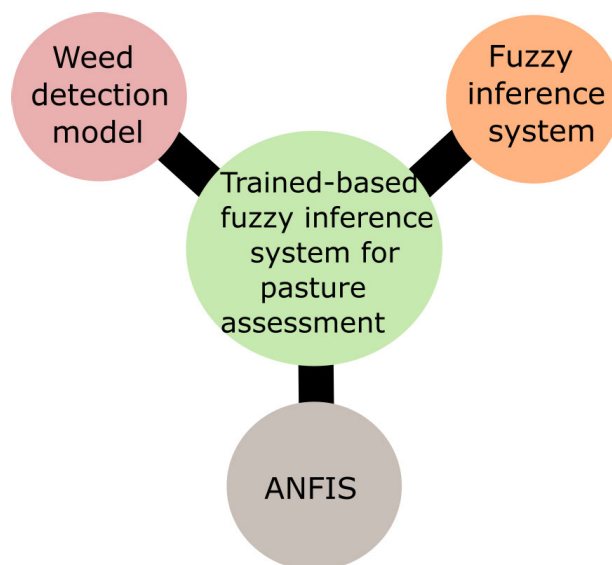 Weed
detection
model
Fuzzy
inference
system
Trained-based
fuzzy inference
system for
pasture
assessment
ANFIS